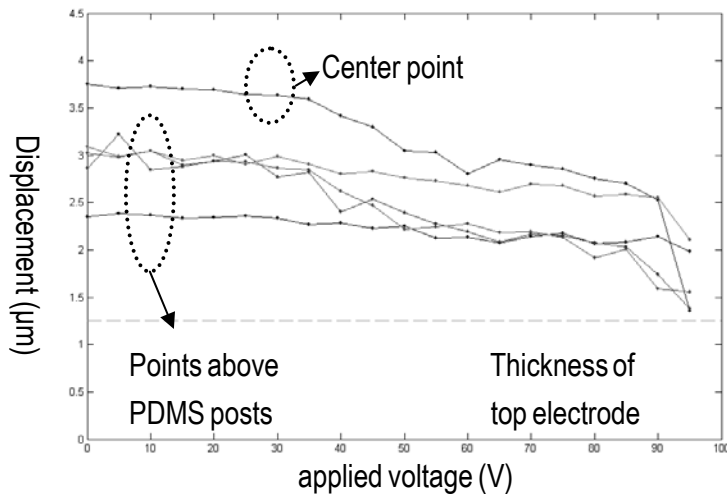 4.5
4
3.5
3
2.5
2
1.5
1
0.5
0
Displacement (μm)
Center point
Points above
PDMS posts
Thickness of
top electrode
0 10 20 30 40 50 60 70 80 90 100
applied voltage (V)